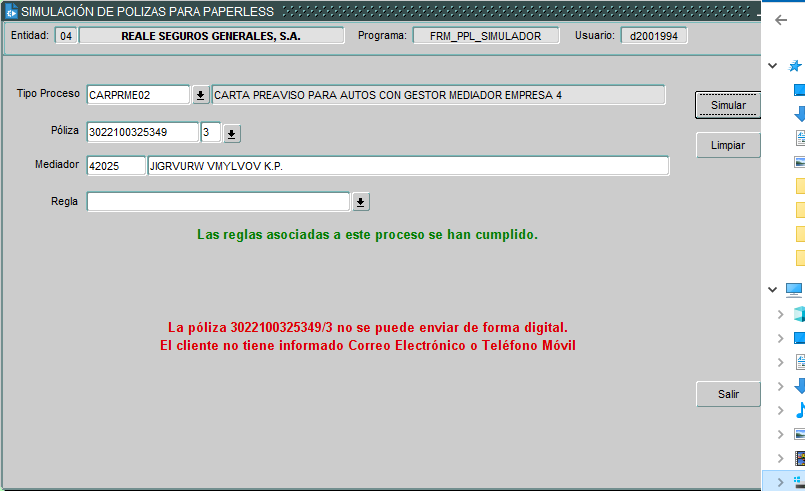 SIMULACIÓN DE POLIZAS PARA PAPERLESS
Entidad: 04 REALE SEGUROS GENERALES, S.A. Programa: FRM_PPL_SIMULADOR Usuario: d2001994
Tipo Proceso CARPRME02 CARTA PREAVISO PARA AUTOS CON GESTOR MEDIADOR EMPRESA 4
Simular
Póliza 3022100325349 3
Limpiar
Mediador 42025 JIGRVURW VMYLVOV K.P.
Regla
Las reglas asociadas a este proceso se han cumplido.
La póliza 3022100325349/3 no se puede enviar de forma digital.
El cliente no tiene informado Correo Electrónico o Teléfono Móvil
Salir